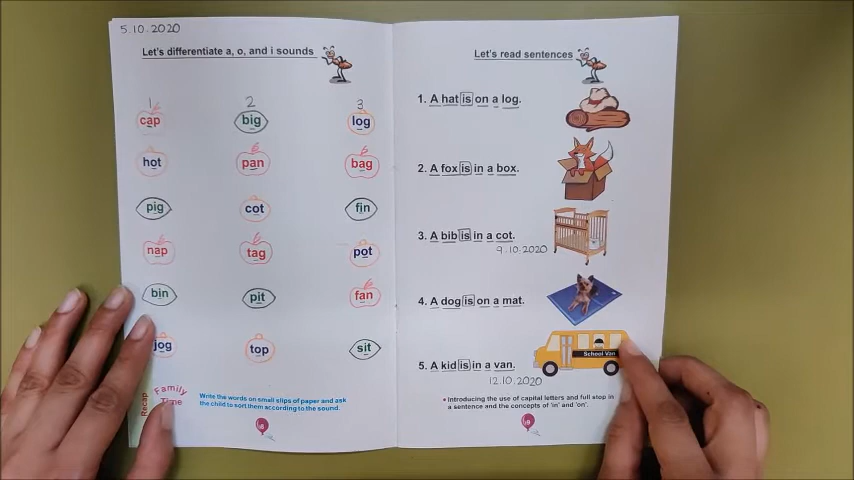 5.10.2020
Let's differentiate a, o, and i sounds
1 2 3
cap big log
hot pan bag
pig cot fin
nap tag pot
bin pit fan
jog top sit
Recap
Family
Time
Write the words on small slips of paper and ask
the child to sort them according to the sound.
Let's read sentences
1. A hat is on a log.
2. A fox is in a box.
3. A bib is in a cot.
9.10.2020
4. A dog is on a mat.
5. A kid is in a van.
School Van
12.10.2020
• Introducing the use of capital letters and full stop in
a sentence and the concepts of 'in' and 'on'.